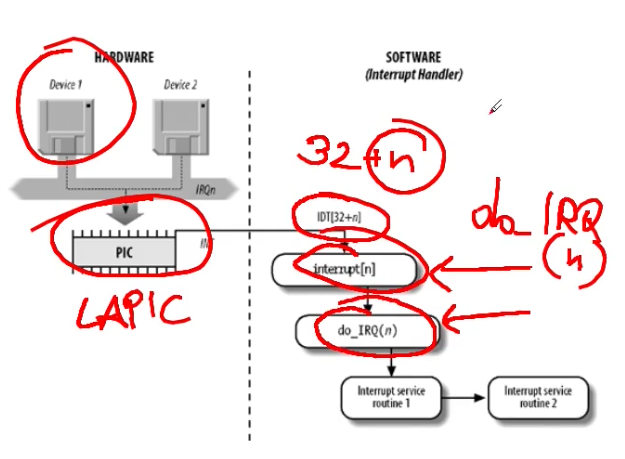 HARDWARE
SOFTWARE
(Interrupt Handler)
Device 1
Device 2
32+n
IRQn
IDT[32+n]
do_IRQ
(n)
INT
PIC
interrupt[n]
LAPIC
do_IRQ(n)
Interrupt service
routine 1
Interrupt service
routine 2